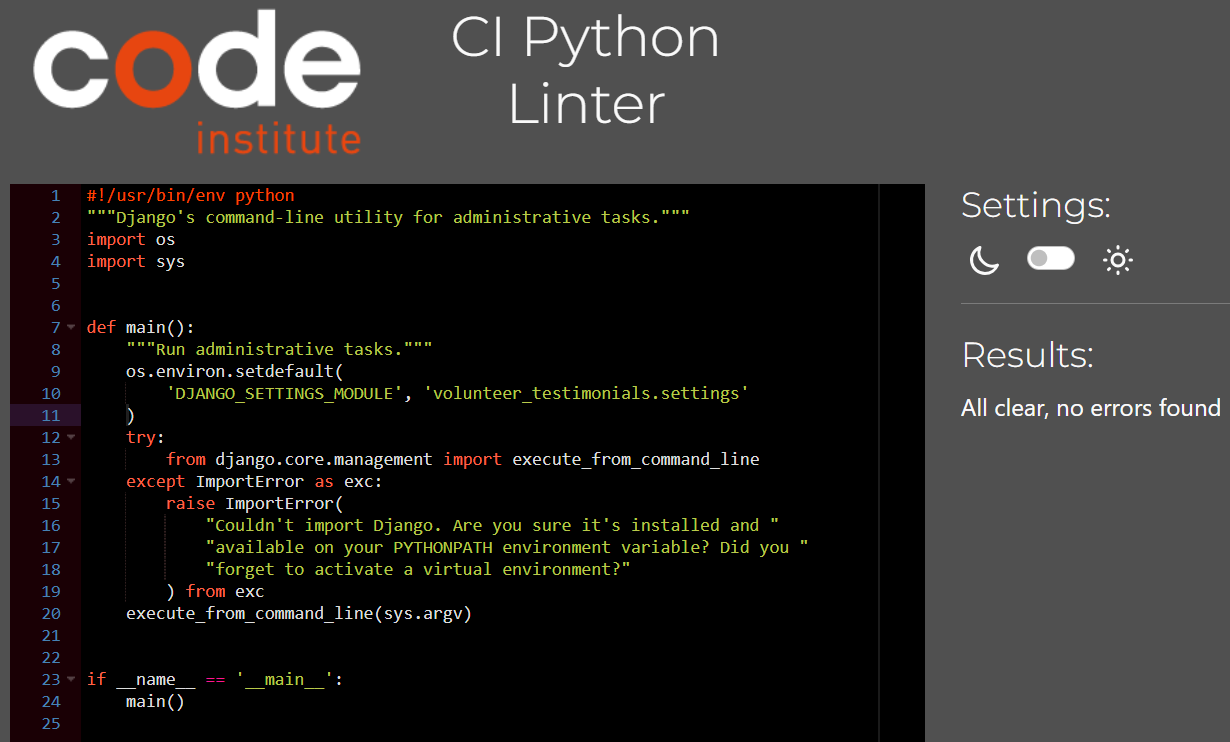 code
institute
CI Python
Linter
1 #!/usr/bin/env python
2 """Django's command-line utility for administrative tasks."""
3 import os
4 import sys
5
6
7 def main():
8     """Run administrative tasks."""
9     os.environ.setdefault(
10         'DJANGO_SETTINGS_MODULE', 'volunteer_testimonials.settings'
11     )
12     try:
13         from django.core.management import execute_from_command_line
14     except ImportError as exc:
15         raise ImportError(
16             "Couldn't import Django. Are you sure it's installed and "
17             "available on your PYTHONPATH environment variable? Did you "
18             "forget to activate a virtual environment?"
19         ) from exc
20     execute_from_command_line(sys.argv)
21
22
23 if __name__ == '__main__':
24     main()
25
Settings:
Results:
All clear, no errors found